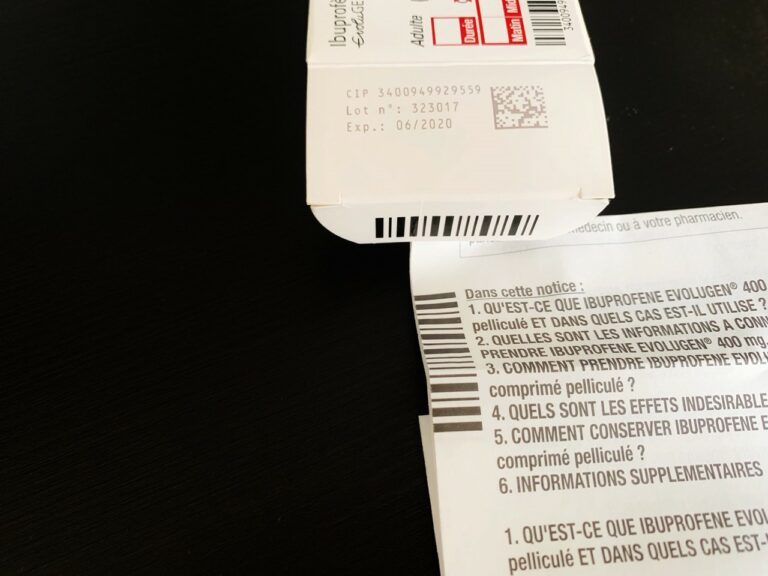 Ibuprofè
EvoluGE
Adulte (
Durée
Matin
Mid
3400949
CIP 3400949929559
Lot n°: 323017
Exp.: 06/2020
médecin ou à votre pharmacien.
Dans cette notice :
1. QU'EST-CE QUE IBUPROFENE EVOLUGEN® 400
pelliculé ET DANS QUELS CAS EST-IL UTILISE ?
2. QUELLES SONT LES INFORMATIONS A CONN
PRENDRE IBUPROFENE EVOLUGEN® 400 mg,
3. COMMENT PRENDRE IBUPROFENE EVOLU
comprimé pelliculé ?
4. QUELS SONT LES EFFETS INDESIRABLE
5. COMMENT CONSERVER IBUPROFENE E
comprimé pelliculé ?
6. INFORMATIONS SUPPLEMENTAIRES
1. QU'EST-CE QUE IBUPROFENE EVOL
pelliculé ET DANS QUELS CAS EST-I